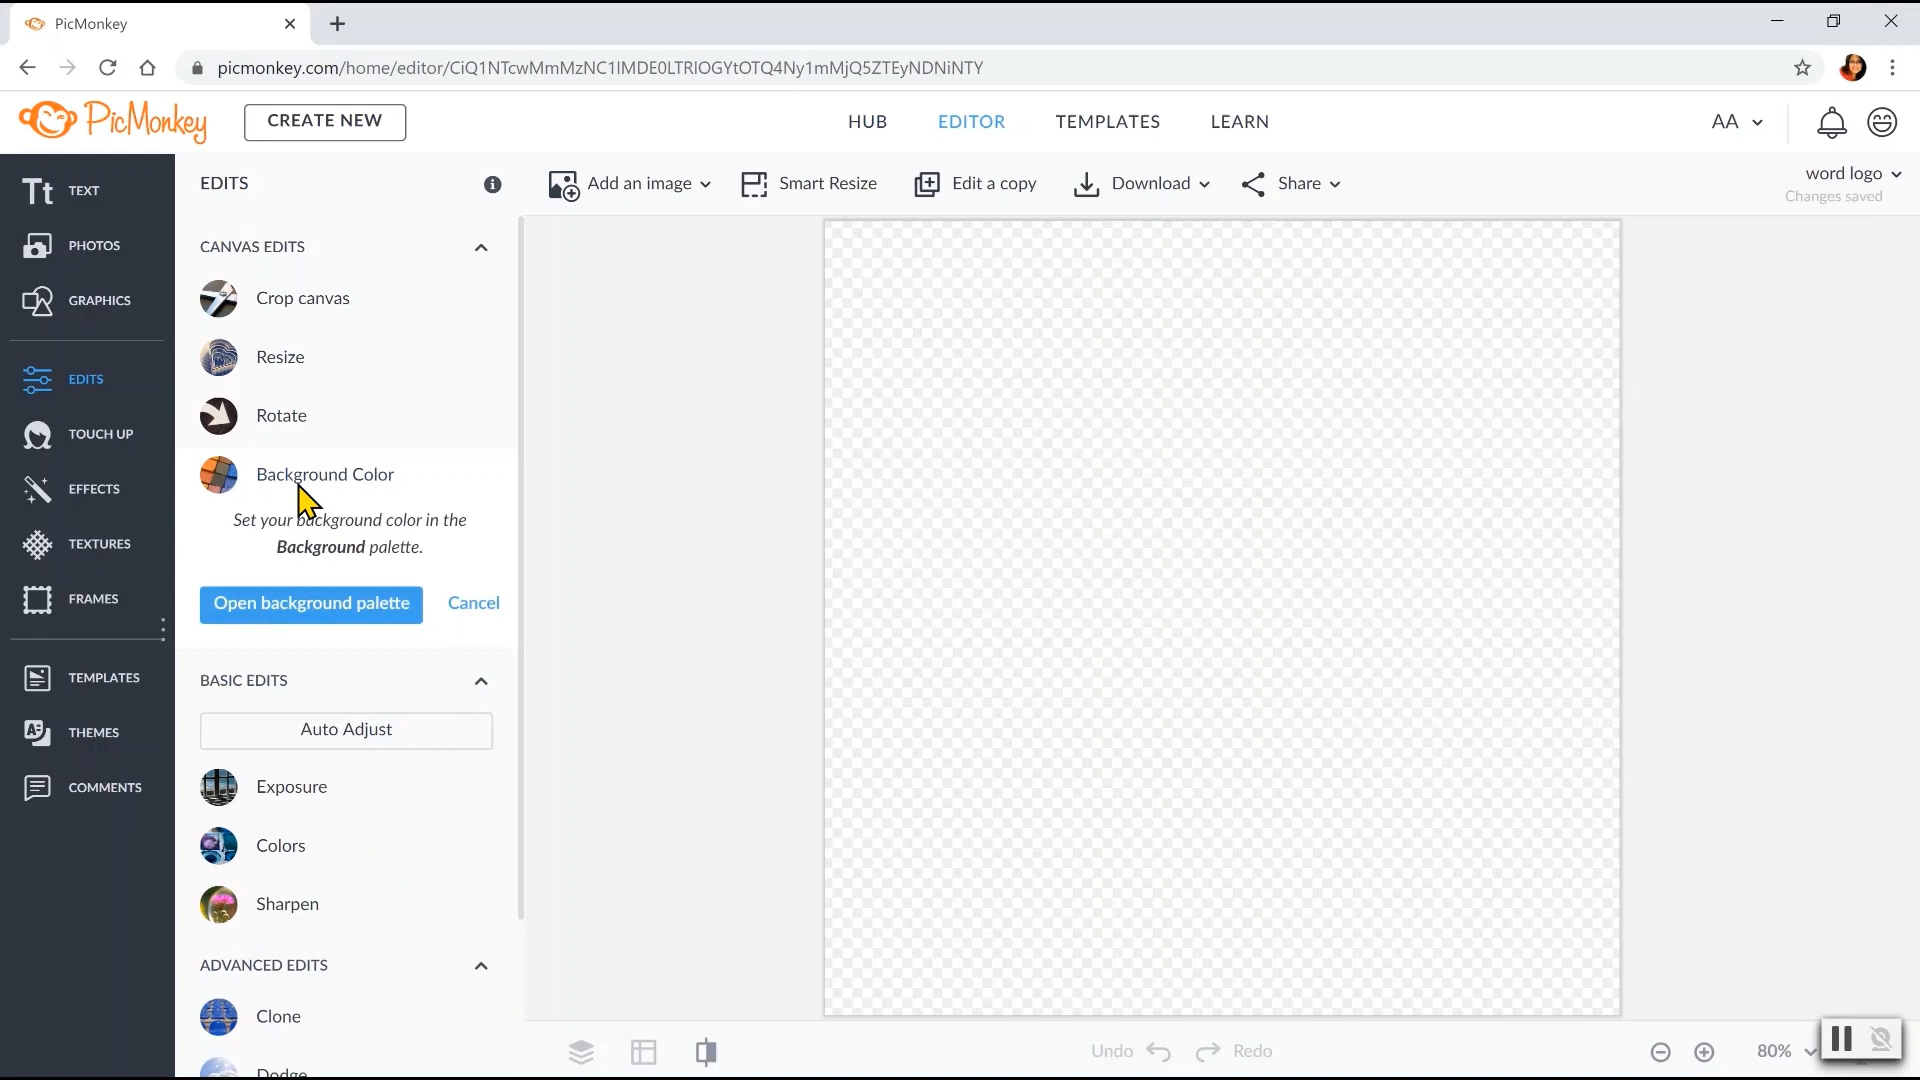 PicMonkey
picmonkey.com/home/editor/CiQ1NTcwMmMzNC1lMDE0LTRlOGYtOTQ4Ny1mMjQ5ZTEyNDNiNTY
PicMonkey
CREATE NEW
HUB
EDITOR
TEMPLATES
LEARN
AA
Tt TEXT
PHOTOS
GRAPHICS
EDITS
TOUCH UP
EFFECTS
TEXTURES
FRAMES
TEMPLATES
THEMES
COMMENTS
EDITS
CANVAS EDITS
Crop canvas
Resize
Rotate
Background Color
Set your background color in the
Background palette.
Open background palette
Cancel
BASIC EDITS
Auto Adjust
Exposure
Colors
Sharpen
ADVANCED EDITS
Clone
Dodge
Add an image
Smart Resize
Edit a copy
Download
Share
word logo
Changes saved
Undo
Redo
80%